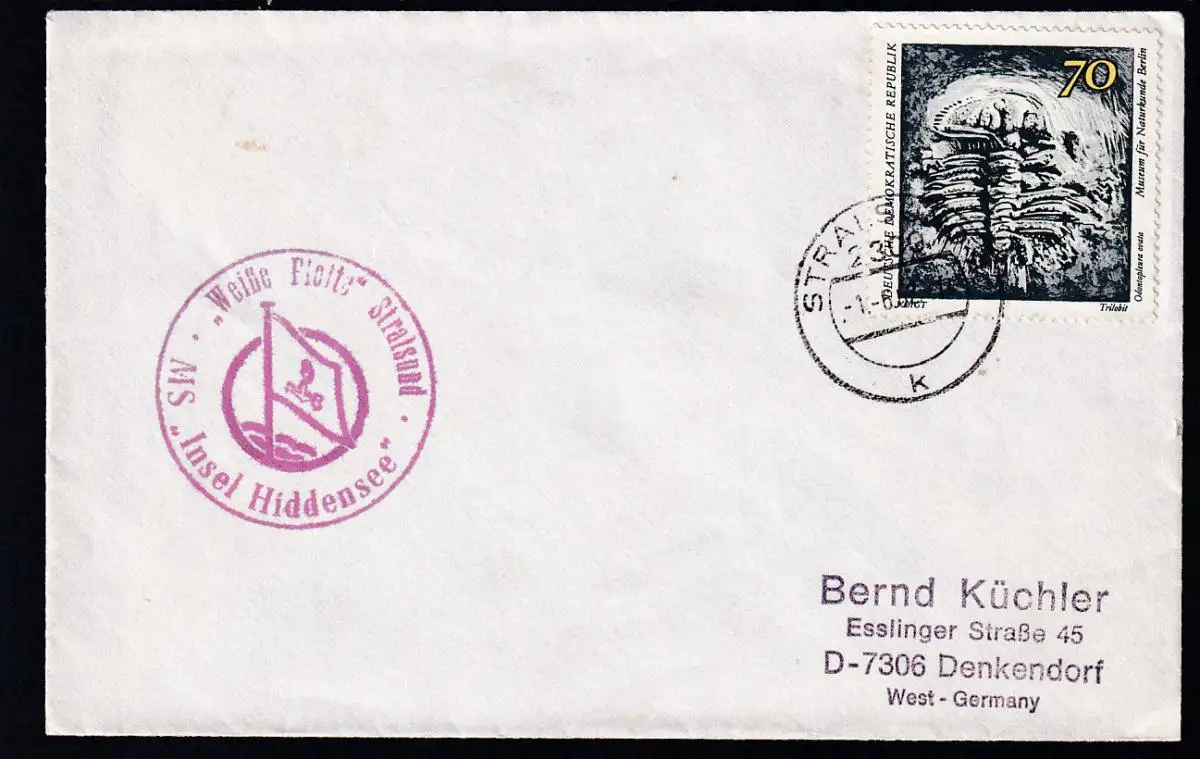 70
DEUTSCHE DEMOKRATISCHE REPUBLIK
Museum für Naturkunde Berlin
Odontopleura ovata
Trilobit
k
„Weiße Flotte“ Stralsund
MS „Insel Hiddensee“
Bernd Küchler
Esslinger Straße 45
D-7306 Denkendorf
West - Germany